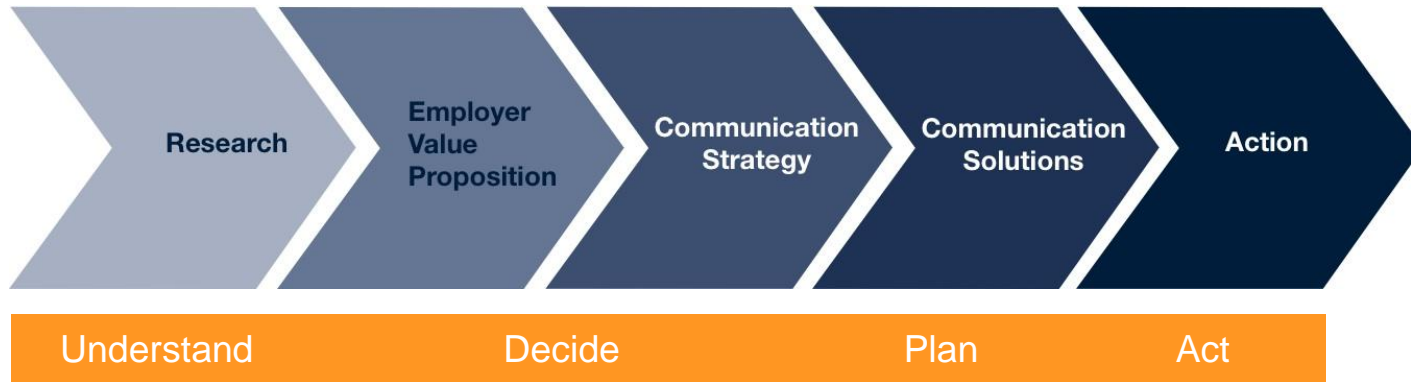 Research
Employer
Value
Proposition
Communication
Strategy
Communication
Solutions
Action
Understand Decide Plan Act